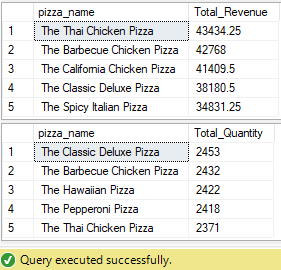 pizza_name Total_Revenue
1 The Thai Chicken Pizza 43434.25
2 The Barbecue Chicken Pizza 42768
3 The California Chicken Pizza 41409.5
4 The Classic Deluxe Pizza 38180.5
5 The Spicy Italian Pizza 34831.25
pizza_name Total_Quantity
1 The Classic Deluxe Pizza 2453
2 The Barbecue Chicken Pizza 2432
3 The Hawaiian Pizza 2422
4 The Pepperoni Pizza 2418
5 The Thai Chicken Pizza 2371
Query executed successfully.